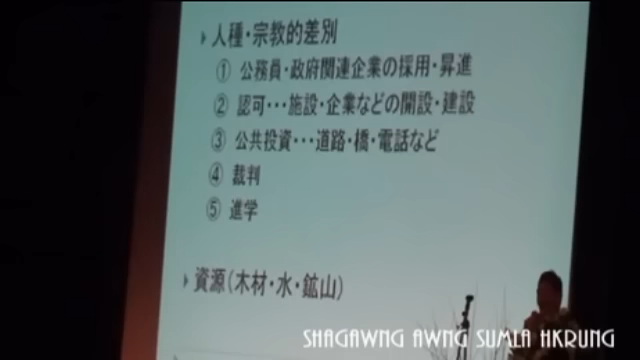 人種・宗教的差別
① 公務員・政府関連企業の採用・昇進
② 認可・・・施設・企業などの開設・建設
③ 公共投資・・・道路・橋・電話など
④ 裁判
⑤ 進学
資源(木材・水・鉱山)
SHAGAWNG AWNG SUMLA HKRUNG